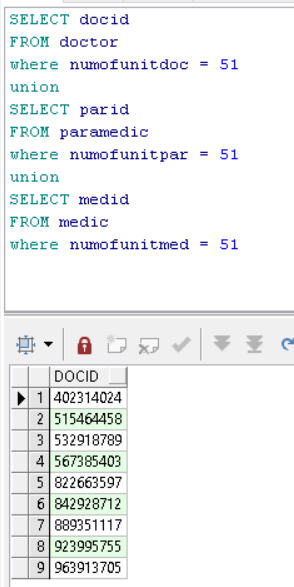 SELECT docid
FROM doctor
where numofunitdoc = 51
union
SELECT parid
FROM paramedic
where numofunitpar = 51
union
SELECT medid
FROM medic
where numofunitmed = 51
DOCID
1 402314024
2 515464458
3 532918789
4 567385403
5 822663597
6 842928712
7 889351117
8 923995755
9 963913705